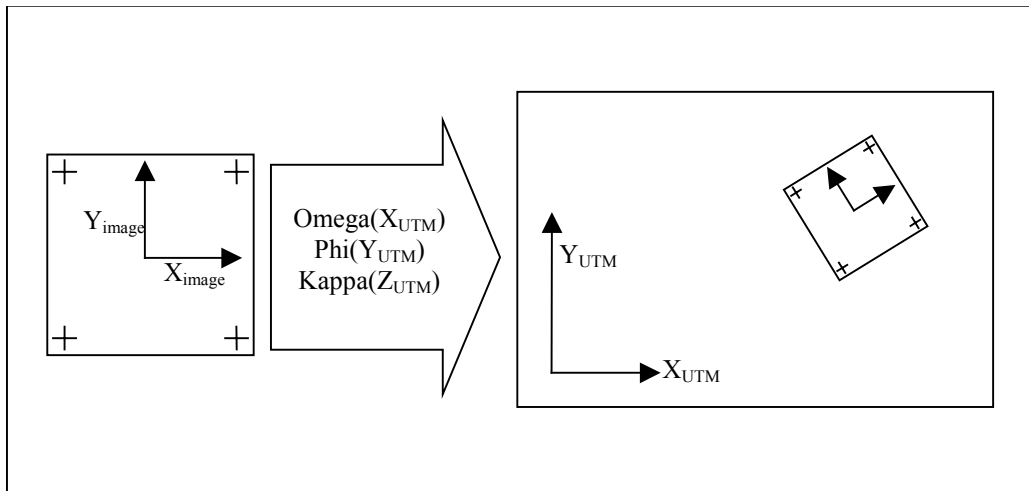 Y_image
X_image
Omega(X_UTM)
Phi(Y_UTM)
Kappa(Z_UTM)
Y_UTM
X_UTM